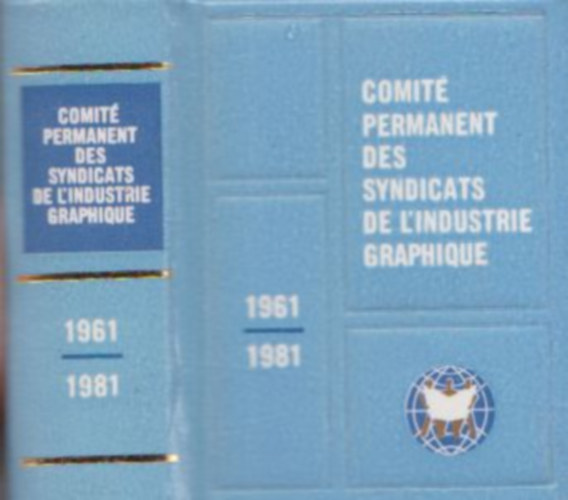 COMITÉ
PERMANENT
DES
SYNDICATS
DE L'INDUSTRIE
GRAPHIQUE
1961
1981
1961
1981
COMITÉ
PERMANENT
DES
SYNDICATS
DE L'INDUSTRIE
GRAPHIQUE